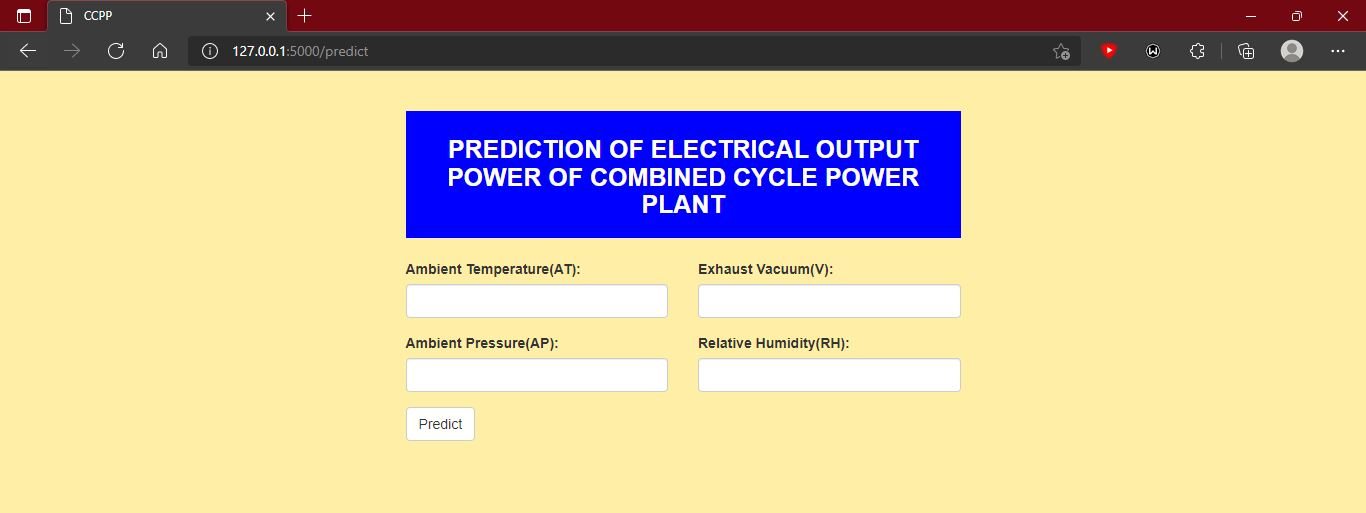 CCPP
127.0.0.1:5000/predict
PREDICTION OF ELECTRICAL OUTPUT
POWER OF COMBINED CYCLE POWER
PLANT
Ambient Temperature(AT):
Exhaust Vacuum(V):
Ambient Pressure(AP):
Relative Humidity(RH):
Predict